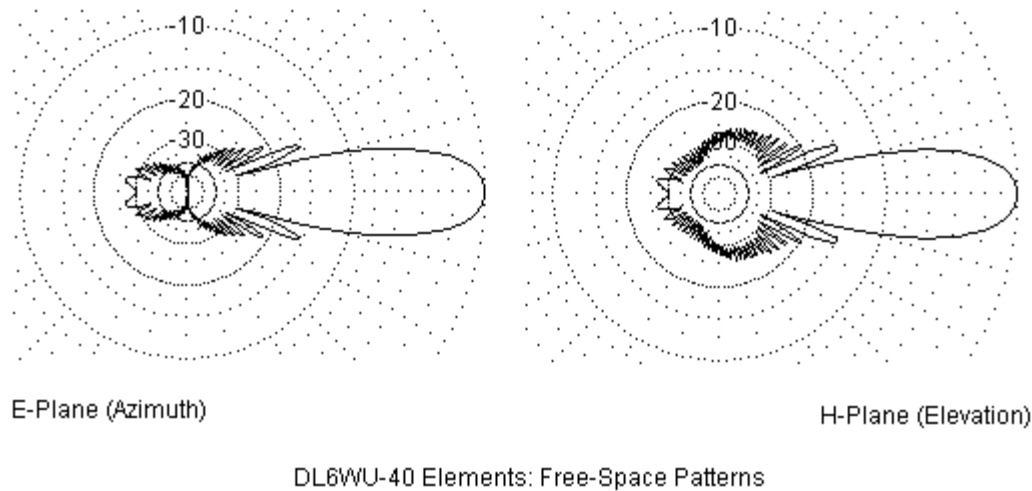 -10
-10
-20
-20
-30
E-Plane (Azimuth)
H-Plane (Elevation)
DL6WU-40 Elements: Free-Space Patterns